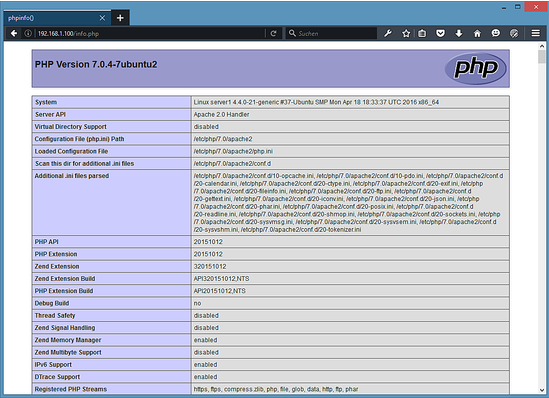 phpinfo()
192.168.1.100/info.php
Suchen
PHP Version 7.0.4-7ubuntu2
php
System Linux server1 4.4.0-21-generic #37-Ubuntu SMP Mon Apr 18 18:33:37 UTC 2016 x86_64
Server API Apache 2.0 Handler
Virtual Directory Support disabled
Configuration File (php.ini) Path /etc/php/7.0/apache2
Loaded Configuration File /etc/php/7.0/apache2/php.ini
Scan this dir for additional .ini files /etc/php/7.0/apache2/conf.d
Additional .ini files parsed /etc/php/7.0/apache2/conf.d/10-opcache.ini, /etc/php/7.0/apache2/conf.d/10-pdo.ini, /etc/php/7.0/apache2/conf.d
/20-calendar.ini, /etc/php/7.0/apache2/conf.d/20-ctype.ini, /etc/php/7.0/apache2/conf.d/20-exif.ini, /etc/php
/7.0/apache2/conf.d/20-fileinfo.ini, /etc/php/7.0/apache2/conf.d/20-ftp.ini, /etc/php/7.0/apache2/conf.d
/20-gettext.ini, /etc/php/7.0/apache2/conf.d/20-iconv.ini, /etc/php/7.0/apache2/conf.d/20-json.ini, /etc/php
/7.0/apache2/conf.d/20-phar.ini, /etc/php/7.0/apache2/conf.d/20-posix.ini, /etc/php/7.0/apache2/conf.d
/20-readline.ini, /etc/php/7.0/apache2/conf.d/20-shmop.ini, /etc/php/7.0/apache2/conf.d/20-sockets.ini, /etc/php
/7.0/apache2/conf.d/20-sysvmsg.ini, /etc/php/7.0/apache2/conf.d/20-sysvsem.ini, /etc/php/7.0/apache2/conf.d
/20-sysvshm.ini, /etc/php/7.0/apache2/conf.d/20-tokenizer.ini
PHP API 20151012
PHP Extension 20151012
Zend Extension 320151012
Zend Extension Build API320151012,NTS
PHP Extension Build API20151012,NTS
Debug Build no
Thread Safety disabled
Zend Signal Handling disabled
Zend Memory Manager enabled
Zend Multibyte Support disabled
IPv6 Support enabled
DTrace Support enabled
Registered PHP Streams https, ftps, compress.zlib, php, file, glob, data, http, ftp, phar